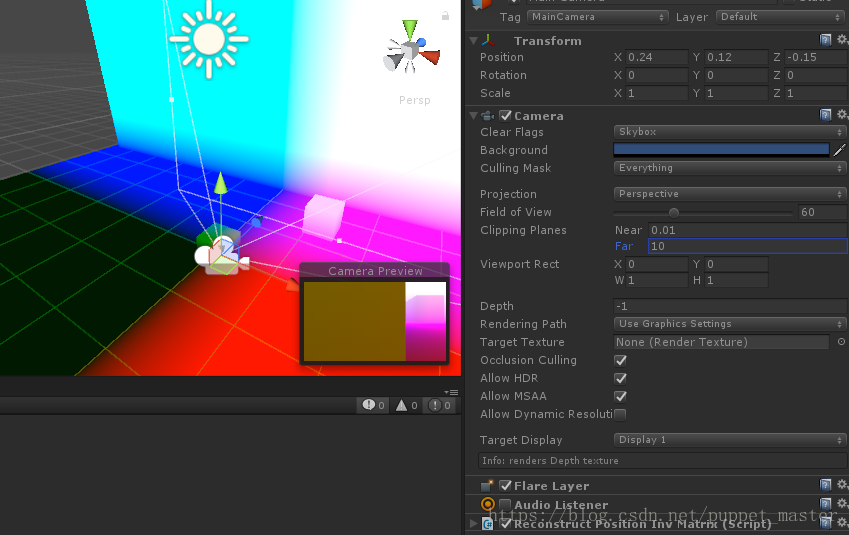 Main Camera
Static
Tag MainCamera Layer Default
Transform
Position X 0.24 Y 0.12 Z -0.15
Rotation X 0 Y 0 Z 0
Scale X 1 Y 1 Z 1
Persp
Camera
Clear Flags Skybox
Background
Culling Mask Everything
Projection Perspective
Field of View 60
Clipping Planes Near 0.01
Far 10
Viewport Rect X 0 Y 0
W 1 H 1
Camera Preview
Depth -1
Rendering Path Use Graphics Settings
Target Texture None (Render Texture)
Occlusion Culling
Allow HDR
Allow MSAA
Allow Dynamic Resoluti
0 0 0
Target Display Display 1
Info: renders Depth texture
Flare Layer
Audio Listener
https://blog.csdn.net/puppet_master
Reconstruct Position Inv Matrix (Script)